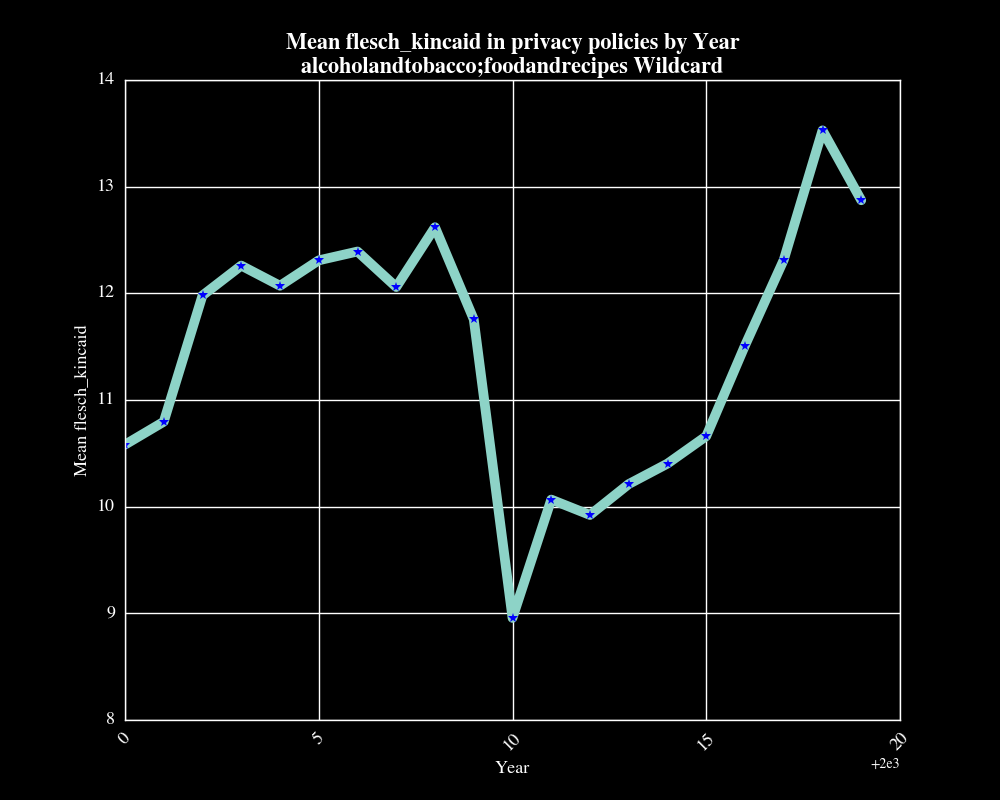 Mean flesch_kincaid in privacy policies by Year
alcoholandtobacco;foodandrecipes Wildcard
14
13
12
11
10
9
8
Mean flesch_kincaid
0
5
10
15
20
Year
+2e3